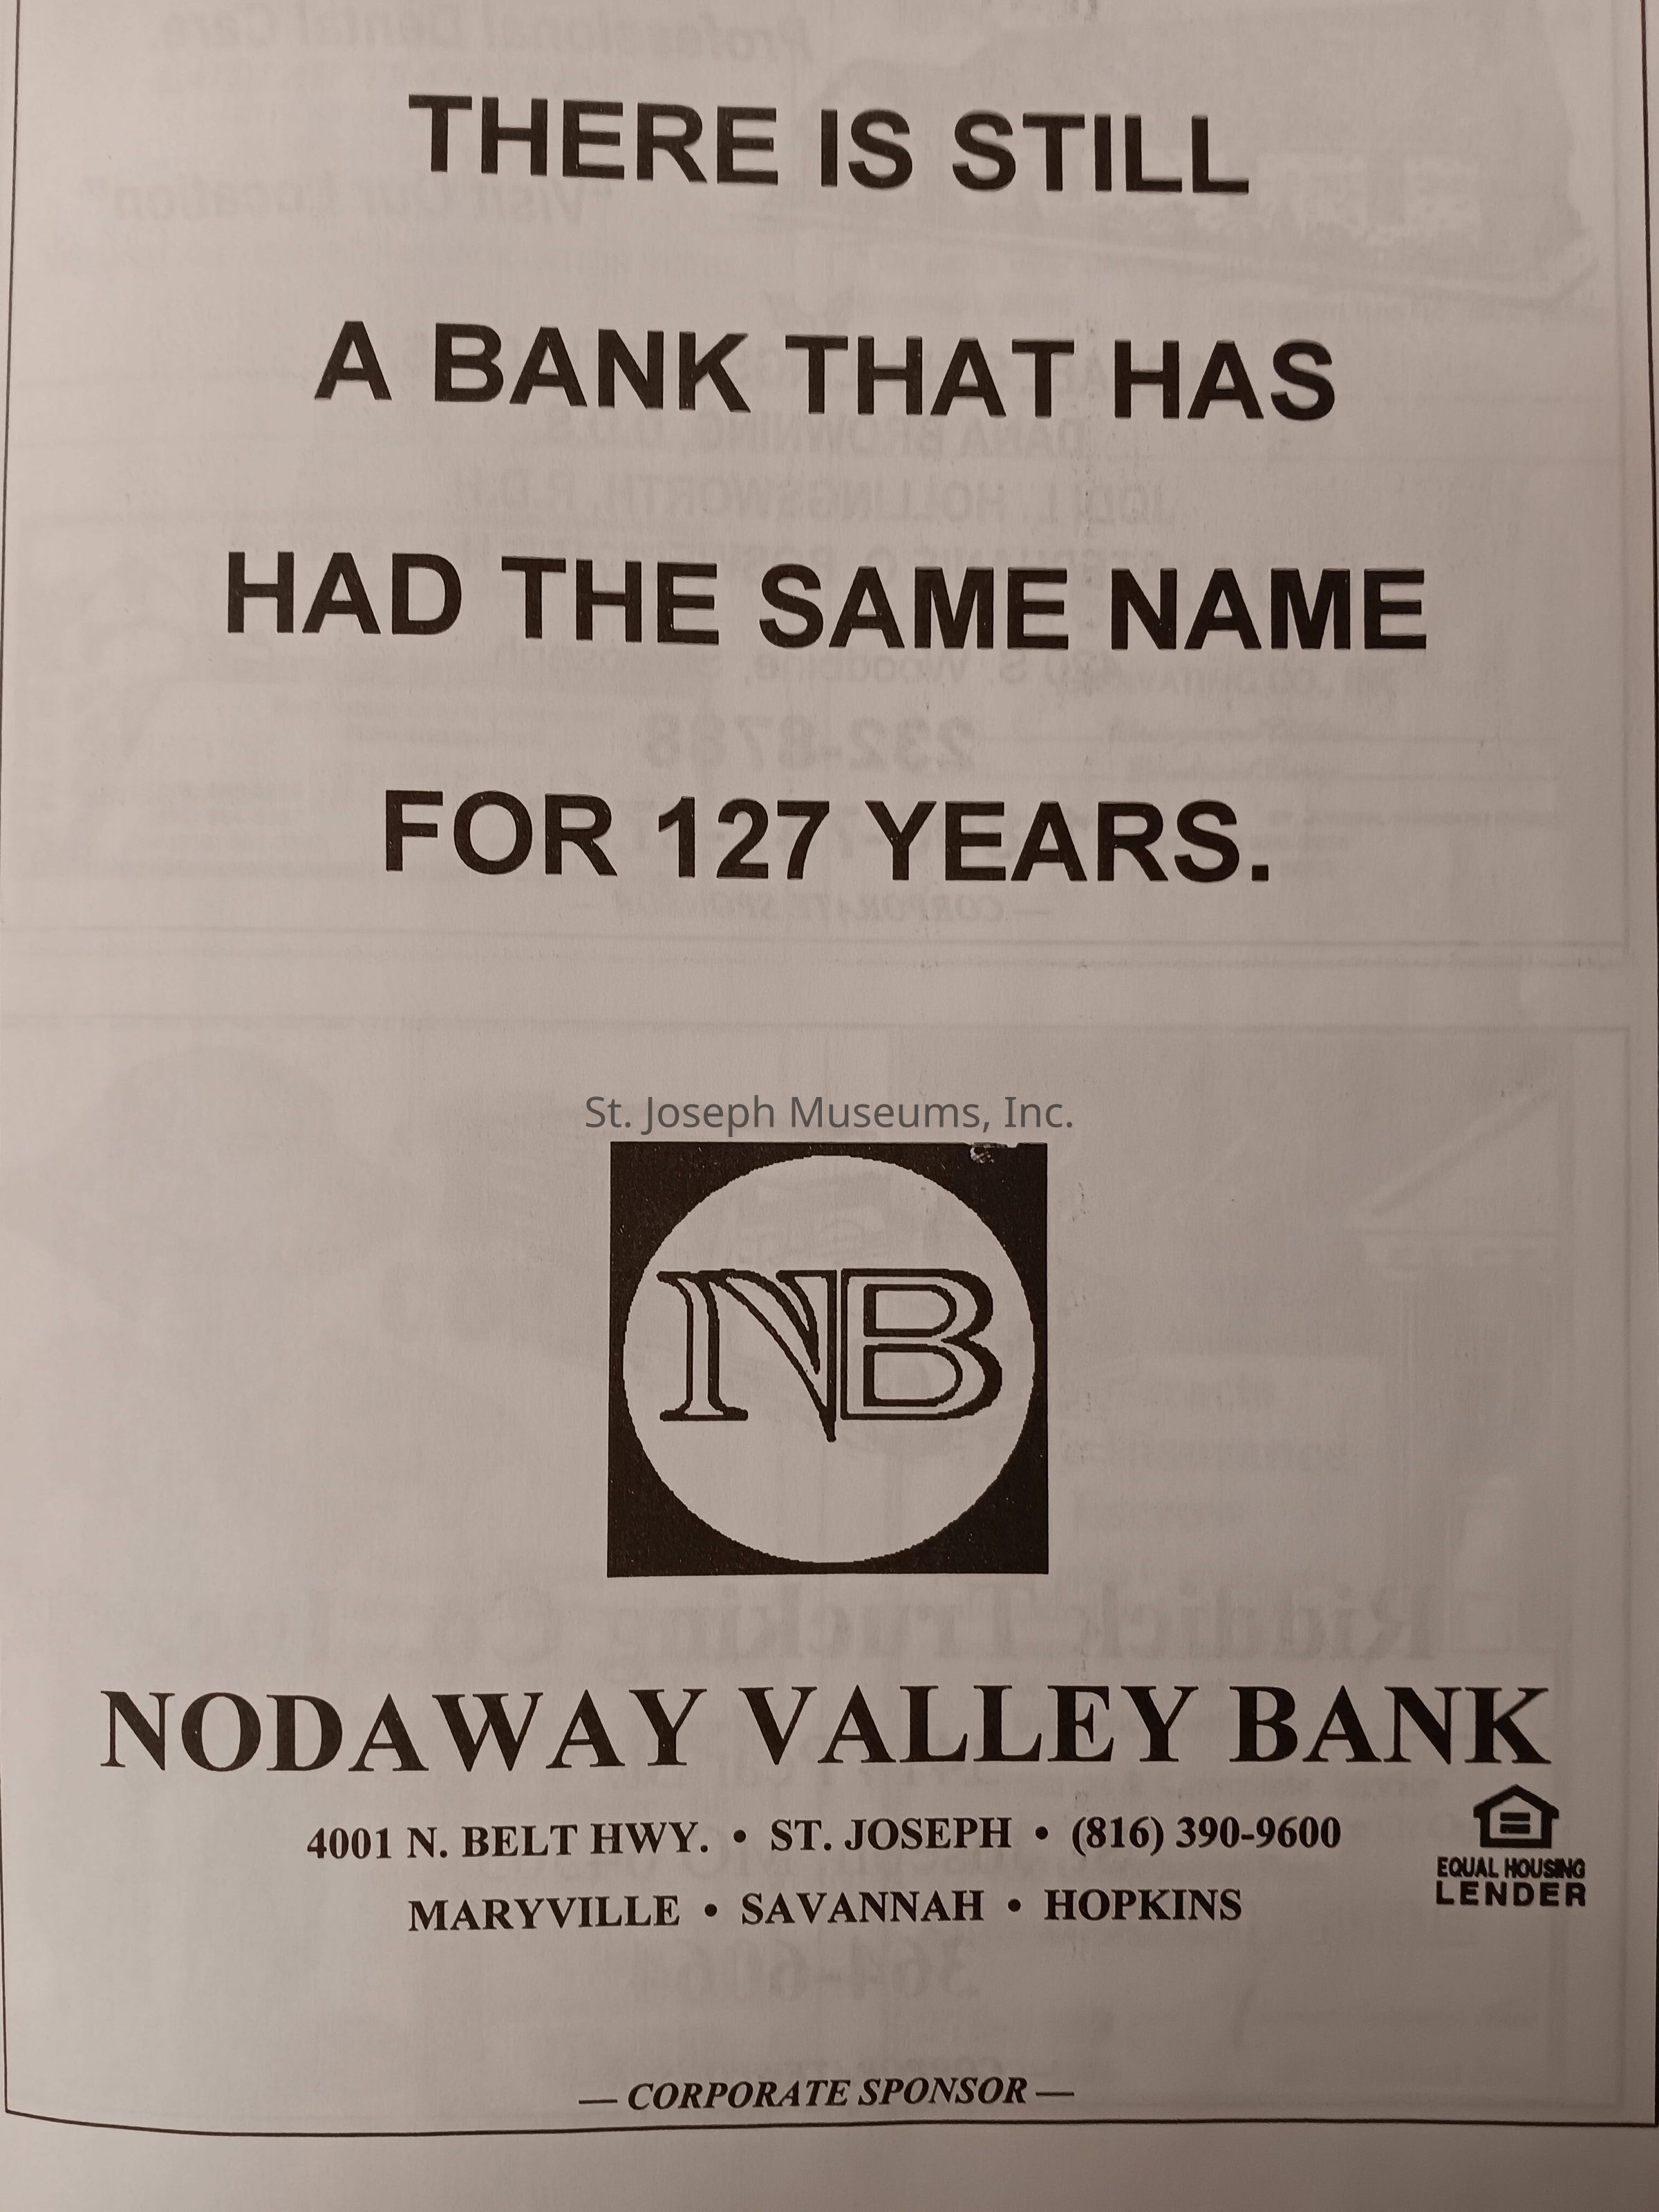 THERE IS STILL
A BANK THAT HAS
HAD THE SAME NAME
FOR 127 YEARS.
St. Joseph Museums, Inc.
NB
NODAWAY VALLEY BANK
4001 N. BELT HWY. • ST. JOSEPH • (816) 390-9600
MARYVILLE • SAVANNAH • HOPKINS
EQUAL HOUSING
LENDER
— CORPORATE SPONSOR —